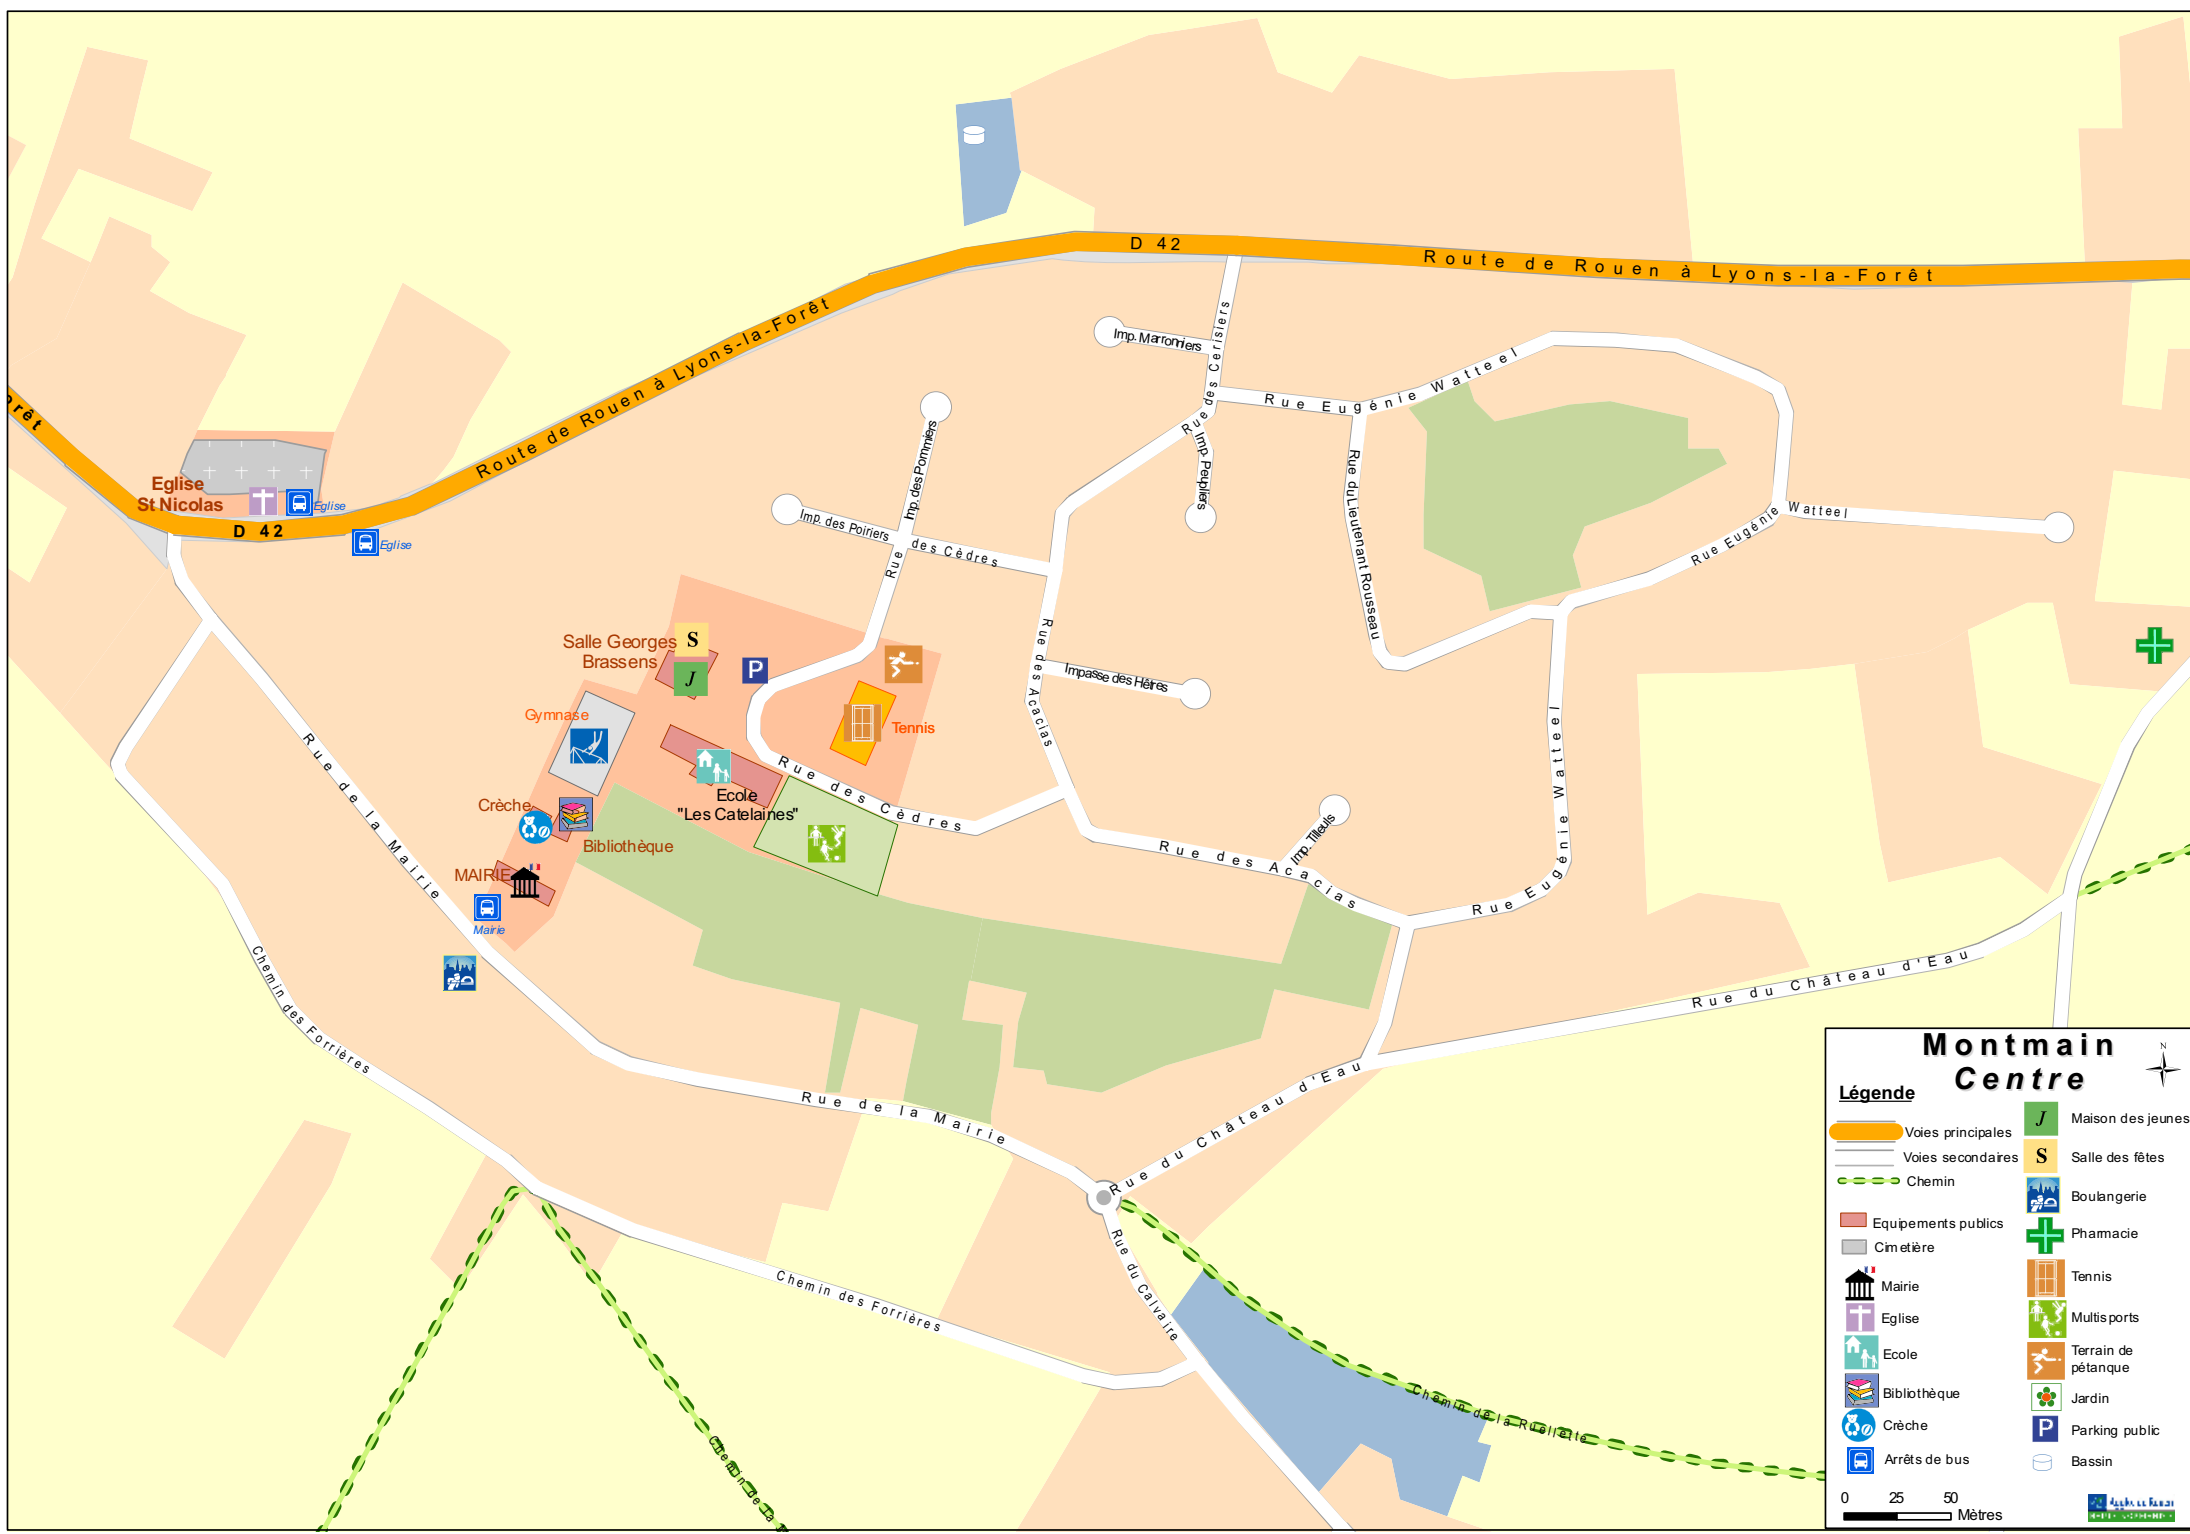 D 42
Route de Rouen à Lyons-la-Forêt
Route de Rouen à Lyons-la-Forêt
orêt
D 42
Eglise
St Nicolas
Eglise
Eglise
Imp. Marronniers
Rue des Cerisiers
Rue Eugénie Watteel
Imp. des Pommiers
Imp. Peupliers
Imp. des Poiriers
Rue des Cèdres
Rue du Lieutenant Rousseau
Rue Eugénie Watteel
Salle Georges
Brassens
S
J
P
Rue des Acacias
Impasse des Hêtres
Gymnase
Tennis
Rue des Cèdres
Ecole
"Les Catelaines"
Crèche
Bibliothèque
MAIRIE
Mairie
Rue de la Mairie
Imp. Tilleuls
Rue des Acacias
Rue Eugénie Watteel
Chemin des Forrières
Rue du Château d'Eau
Rue de la Mairie
Rue du Château d'Eau
Rue du Calvaire
Chemin des Forrières
Chemin de la Ruellette
Chemin de la
Montmain
Centre
N
Légende
Voies principales
Voies secondaires
Chemin
Equipements publics
Cimetière
Mairie
Eglise
Ecole
Bibliothèque
Crèche
Arrêts de bus
J Maison des jeunes
S Salle des fêtes
Boulangerie
Pharmacie
Tennis
Multisports
Terrain de
pétanque
Jardin
P Parking public
Bassin
0 25 50
Mètres